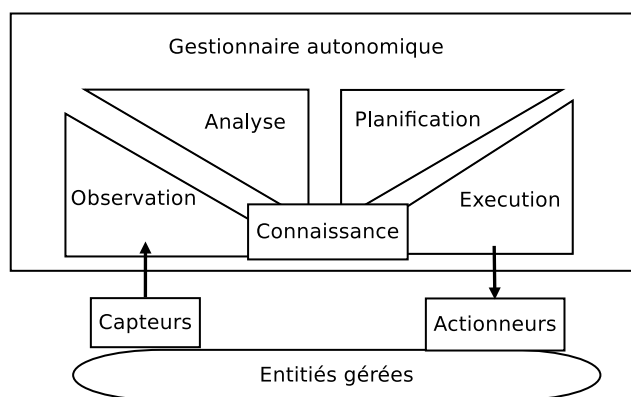 Gestionnaire autonomique
Analyse
Planification
Observation
Execution
Connaissance
Capteurs
Actionneurs
Entitiés gérées